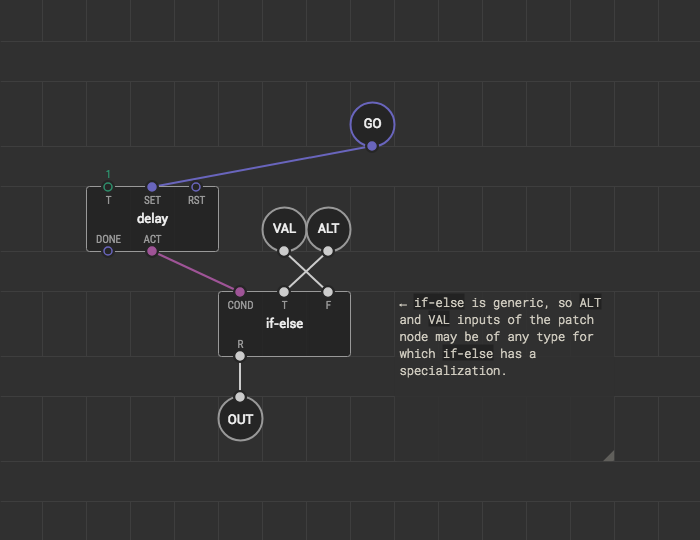 GO
1
T SET RST
delay
DONE ACT
VAL ALT
COND T F
if-else
R
OUT
← if-else is generic, so ALT
and VAL inputs of the patch
node may be of any type for
which if-else has a
specialization.